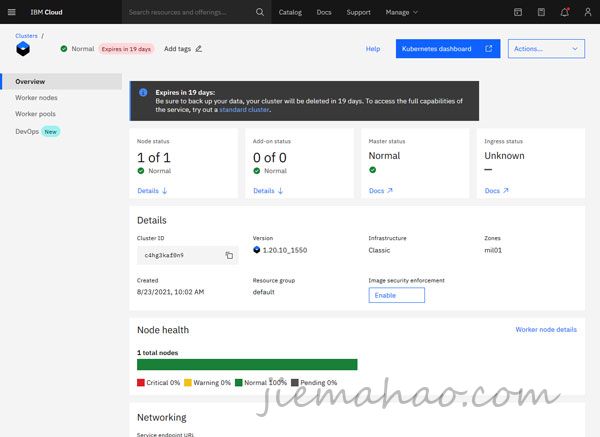 IBM Cloud
Search resources and offerings...
Catalog
Docs
Support
Manage
Clusters /
Normal
Expires in 19 days
Add tags
Help
Kubernetes dashboard
Actions...
Overview
Worker nodes
Worker pools
DevOps New
Expires in 19 days:
Be sure to back up your data, your cluster will be deleted in 19 days. To access the full capabilities
of the service, try out a standard cluster.
Node status
1 of 1
Normal
Details
Add-on status
0 of 0
Normal
Details
Master status
Normal
Docs
Ingress status
Unknown
—
Docs
Details
Cluster ID
c4hg3kaf0n9
Version
1.20.10_1550
Infrastructure
Classic
Zones
mil01
Created
8/23/2021, 10:02 AM
Resource group
default
Image security enforcement
Enable
Node health
Worker node details
1 total nodes
Critical 0% Warning 0% Normal 100% Pending 0%
jiemahao.com
Networking
Service endpoint URL